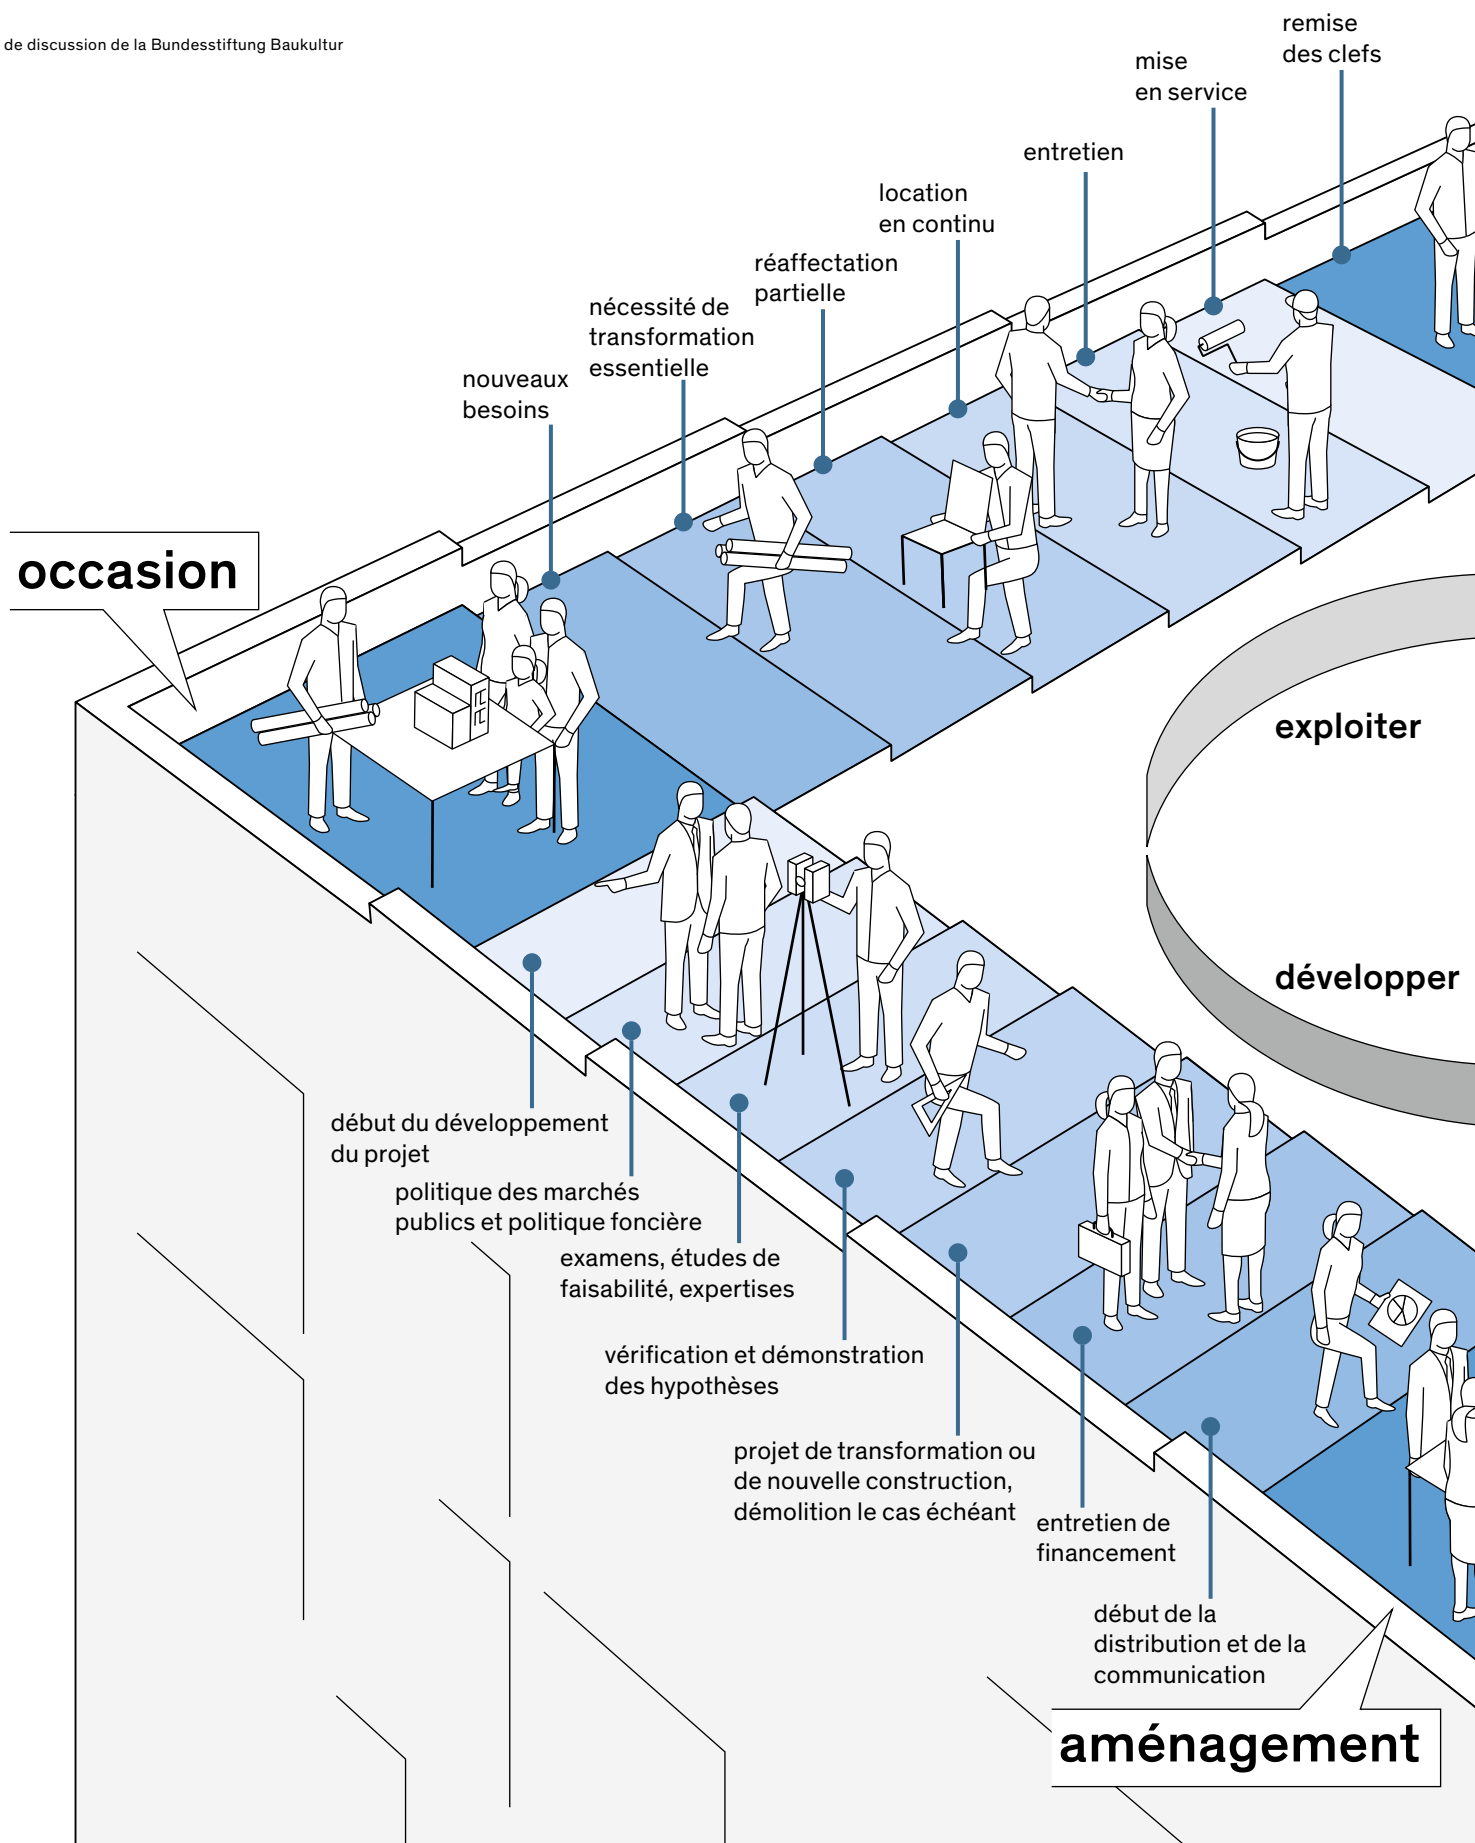 de discussion de la Bundesstiftung Baukultur
remise
des clefs
mise
en service
entretien
location
en continu
réaffectation
partielle
nécessité de
transformation
essentielle
nouveaux
besoins
occasion
exploiter
développer
début du développement
du projet
politique des marchés
publics et politique foncière
examens, études de
faisabilité, expertises
vérification et démonstration
des hypothèses
projet de transformation ou
de nouvelle construction,
démolition le cas échéant
entretien de
financement
début de la
distribution et de la
communication
aménagement